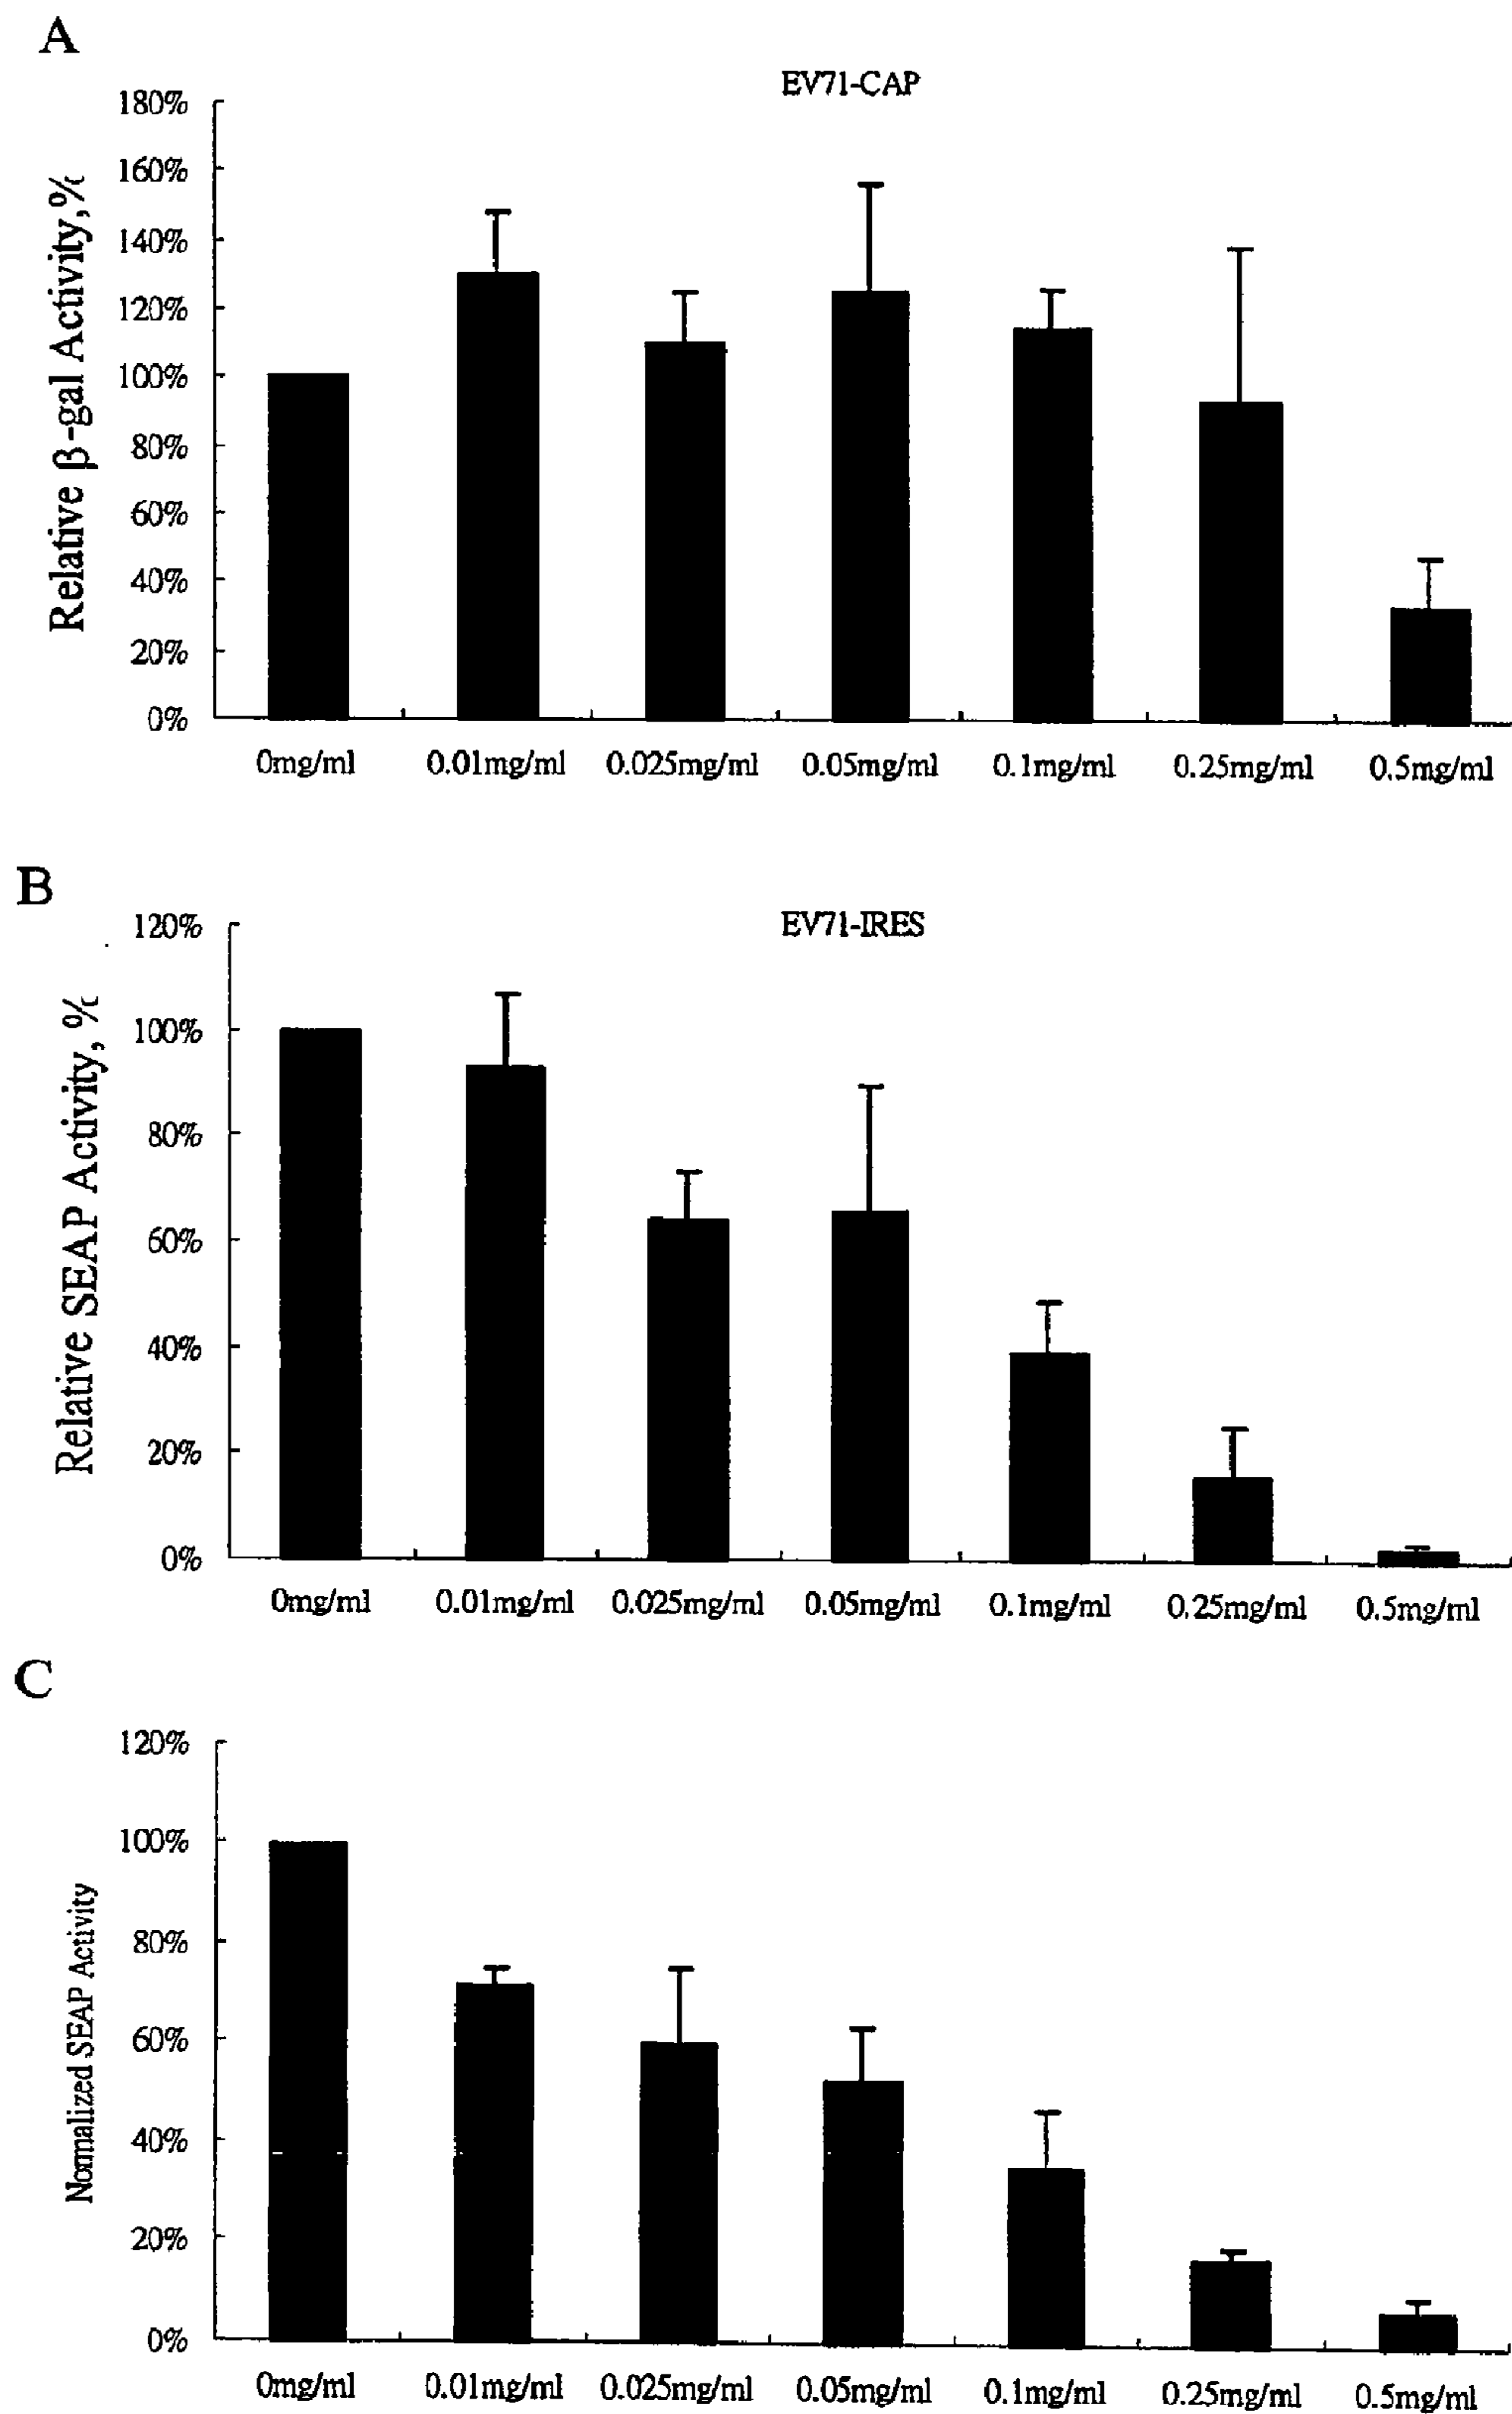 A
EV71-CAP
Relative β-gal Activity,%
180%
160%
140%
120%
100%
80%
60%
40%
20%
0%
0mg/ml 0.01mg/ml 0.025mg/ml 0.05mg/ml 0.1mg/ml 0.25mg/ml 0.5mg/ml
B
EV71-IRES
Relative SEAP Activity, %
120%
100%
80%
60%
40%
20%
0%
0mg/ml 0.01mg/ml 0.025mg/ml 0.05mg/ml 0.1mg/ml 0.25mg/ml 0.5mg/ml
C
Normalized SEAP Activity
120%
100%
80%
60%
40%
20%
0%
0mg/ml 0.01mg/ml 0.025mg/ml 0.05mg/ml 0.1mg/ml 0.25mg/ml 0.5mg/ml